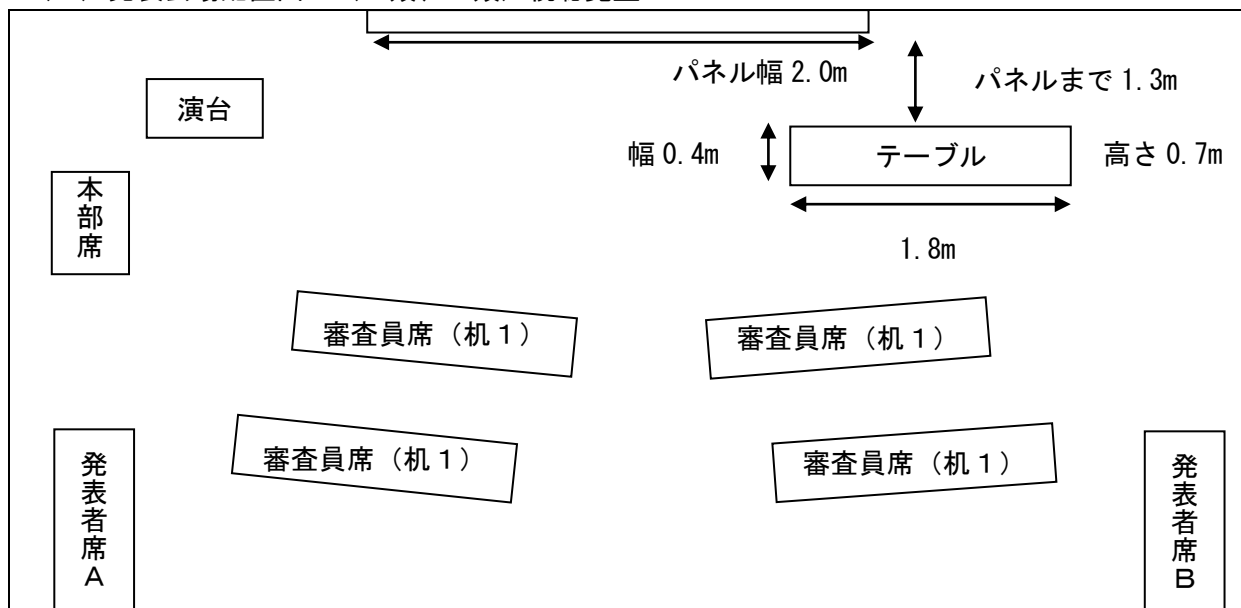 パネル幅 2.0m
パネルまで 1.3m
演台
幅 0.4m
テーブル
高さ 0.7m
本部席
1.8m
審査員席（机１）
審査員席（机１）
審査員席（机１）
審査員席（机１）
発表者席Ａ
発表者席Ｂ